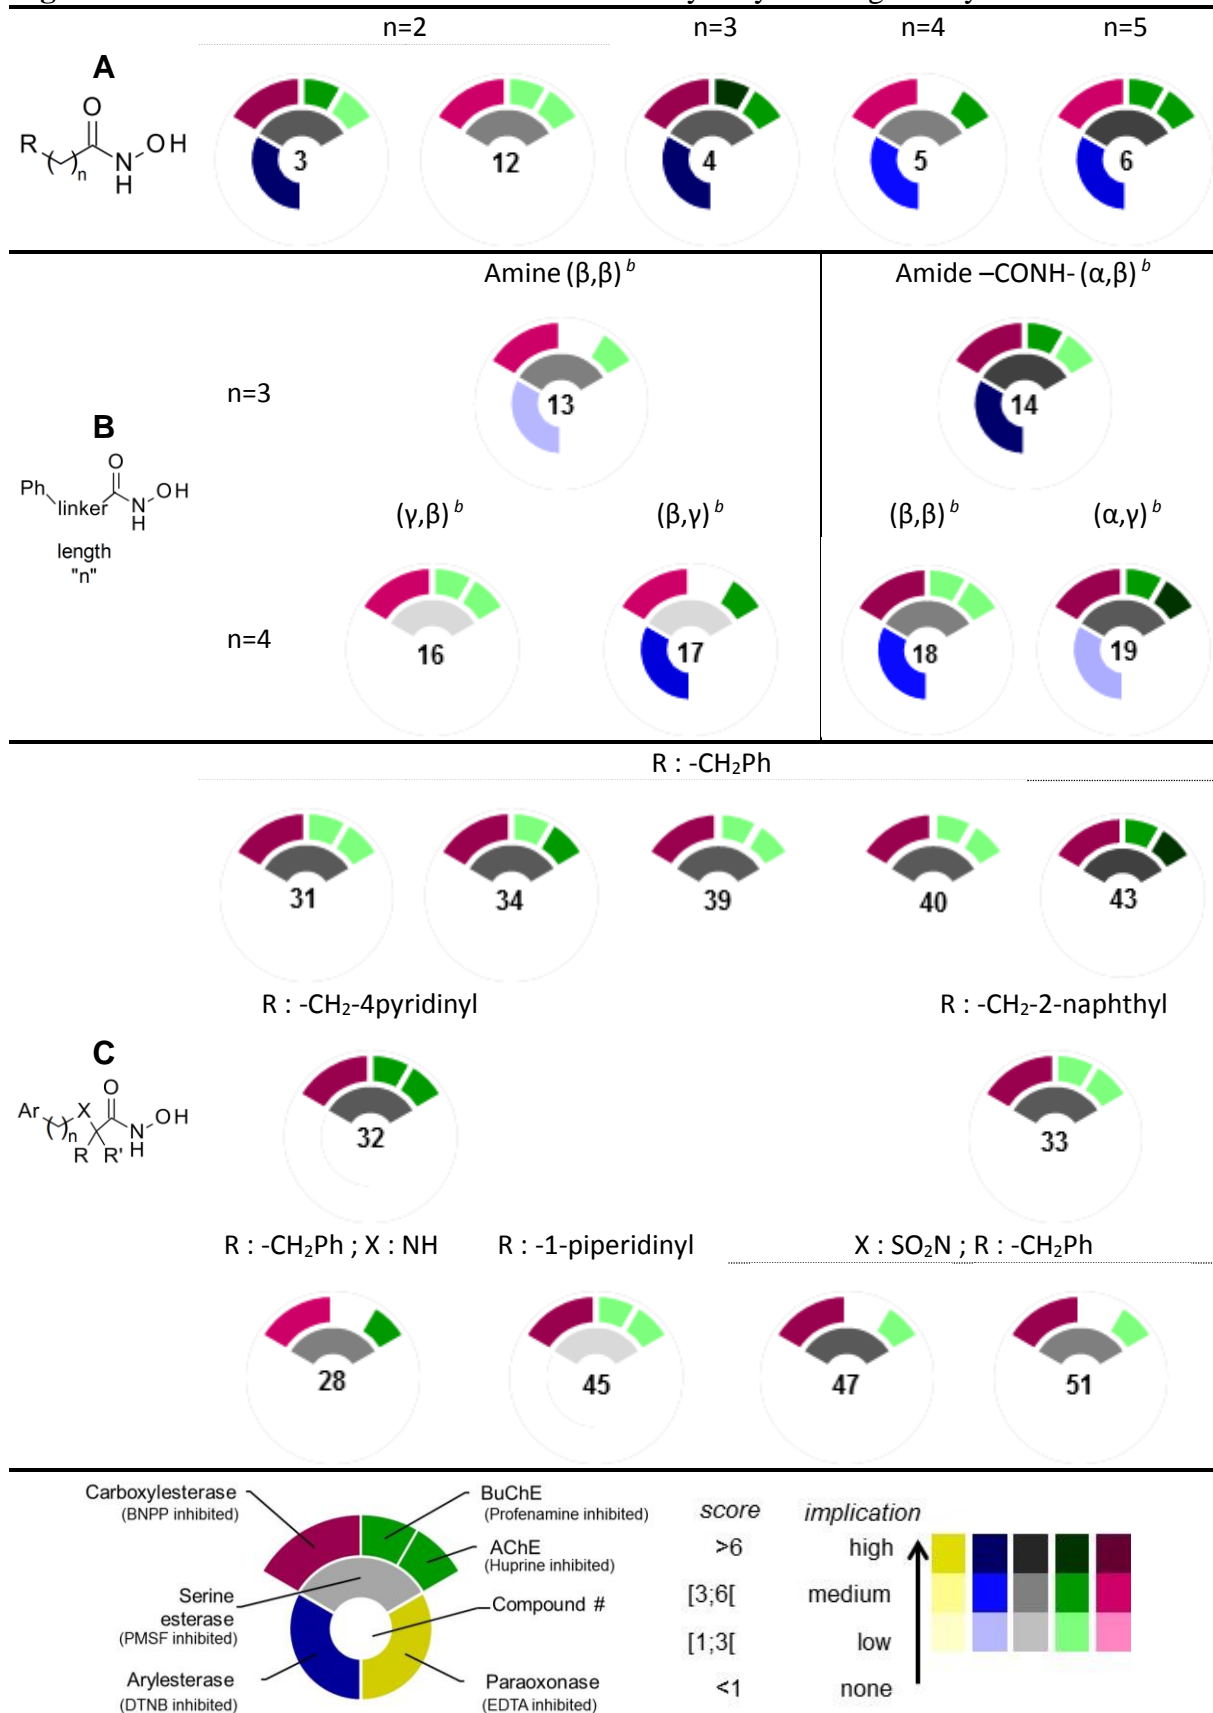 n=2 n=3 n=4 n=5
A
O
R ( )n N OH
H
3 12 4 5 6
Amine (β,β) b Amide –CONH- (α,β) b
n=3
13 14
B
O
Ph linker N OH
H
length
"n"
(γ,β) b (β,γ) b (β,β) b (α,γ) b
n=4
16 17 18 19
R : -CH2Ph
31 34 39 40 43
R : -CH2-4pyridinyl R : -CH2-2-naphthyl
C
O
Ar ( )n X N OH
H
R R'
32 33
R : -CH2Ph ; X : NH R : -1-piperidinyl X : SO2N ; R : -CH2Ph
28 45 47 51
Carboxylesterase
(BNPP inhibited)
BuChE
(Profenamine inhibited)
AChE
(Huprine inhibited)
Serine
esterase
(PMSF inhibited)
Compound #
Arylesterase
(DTNB inhibited)
Paraoxonase
(EDTA inhibited)
score implication
>6 high
[3;6[ medium
[1;3[ low
<1 none